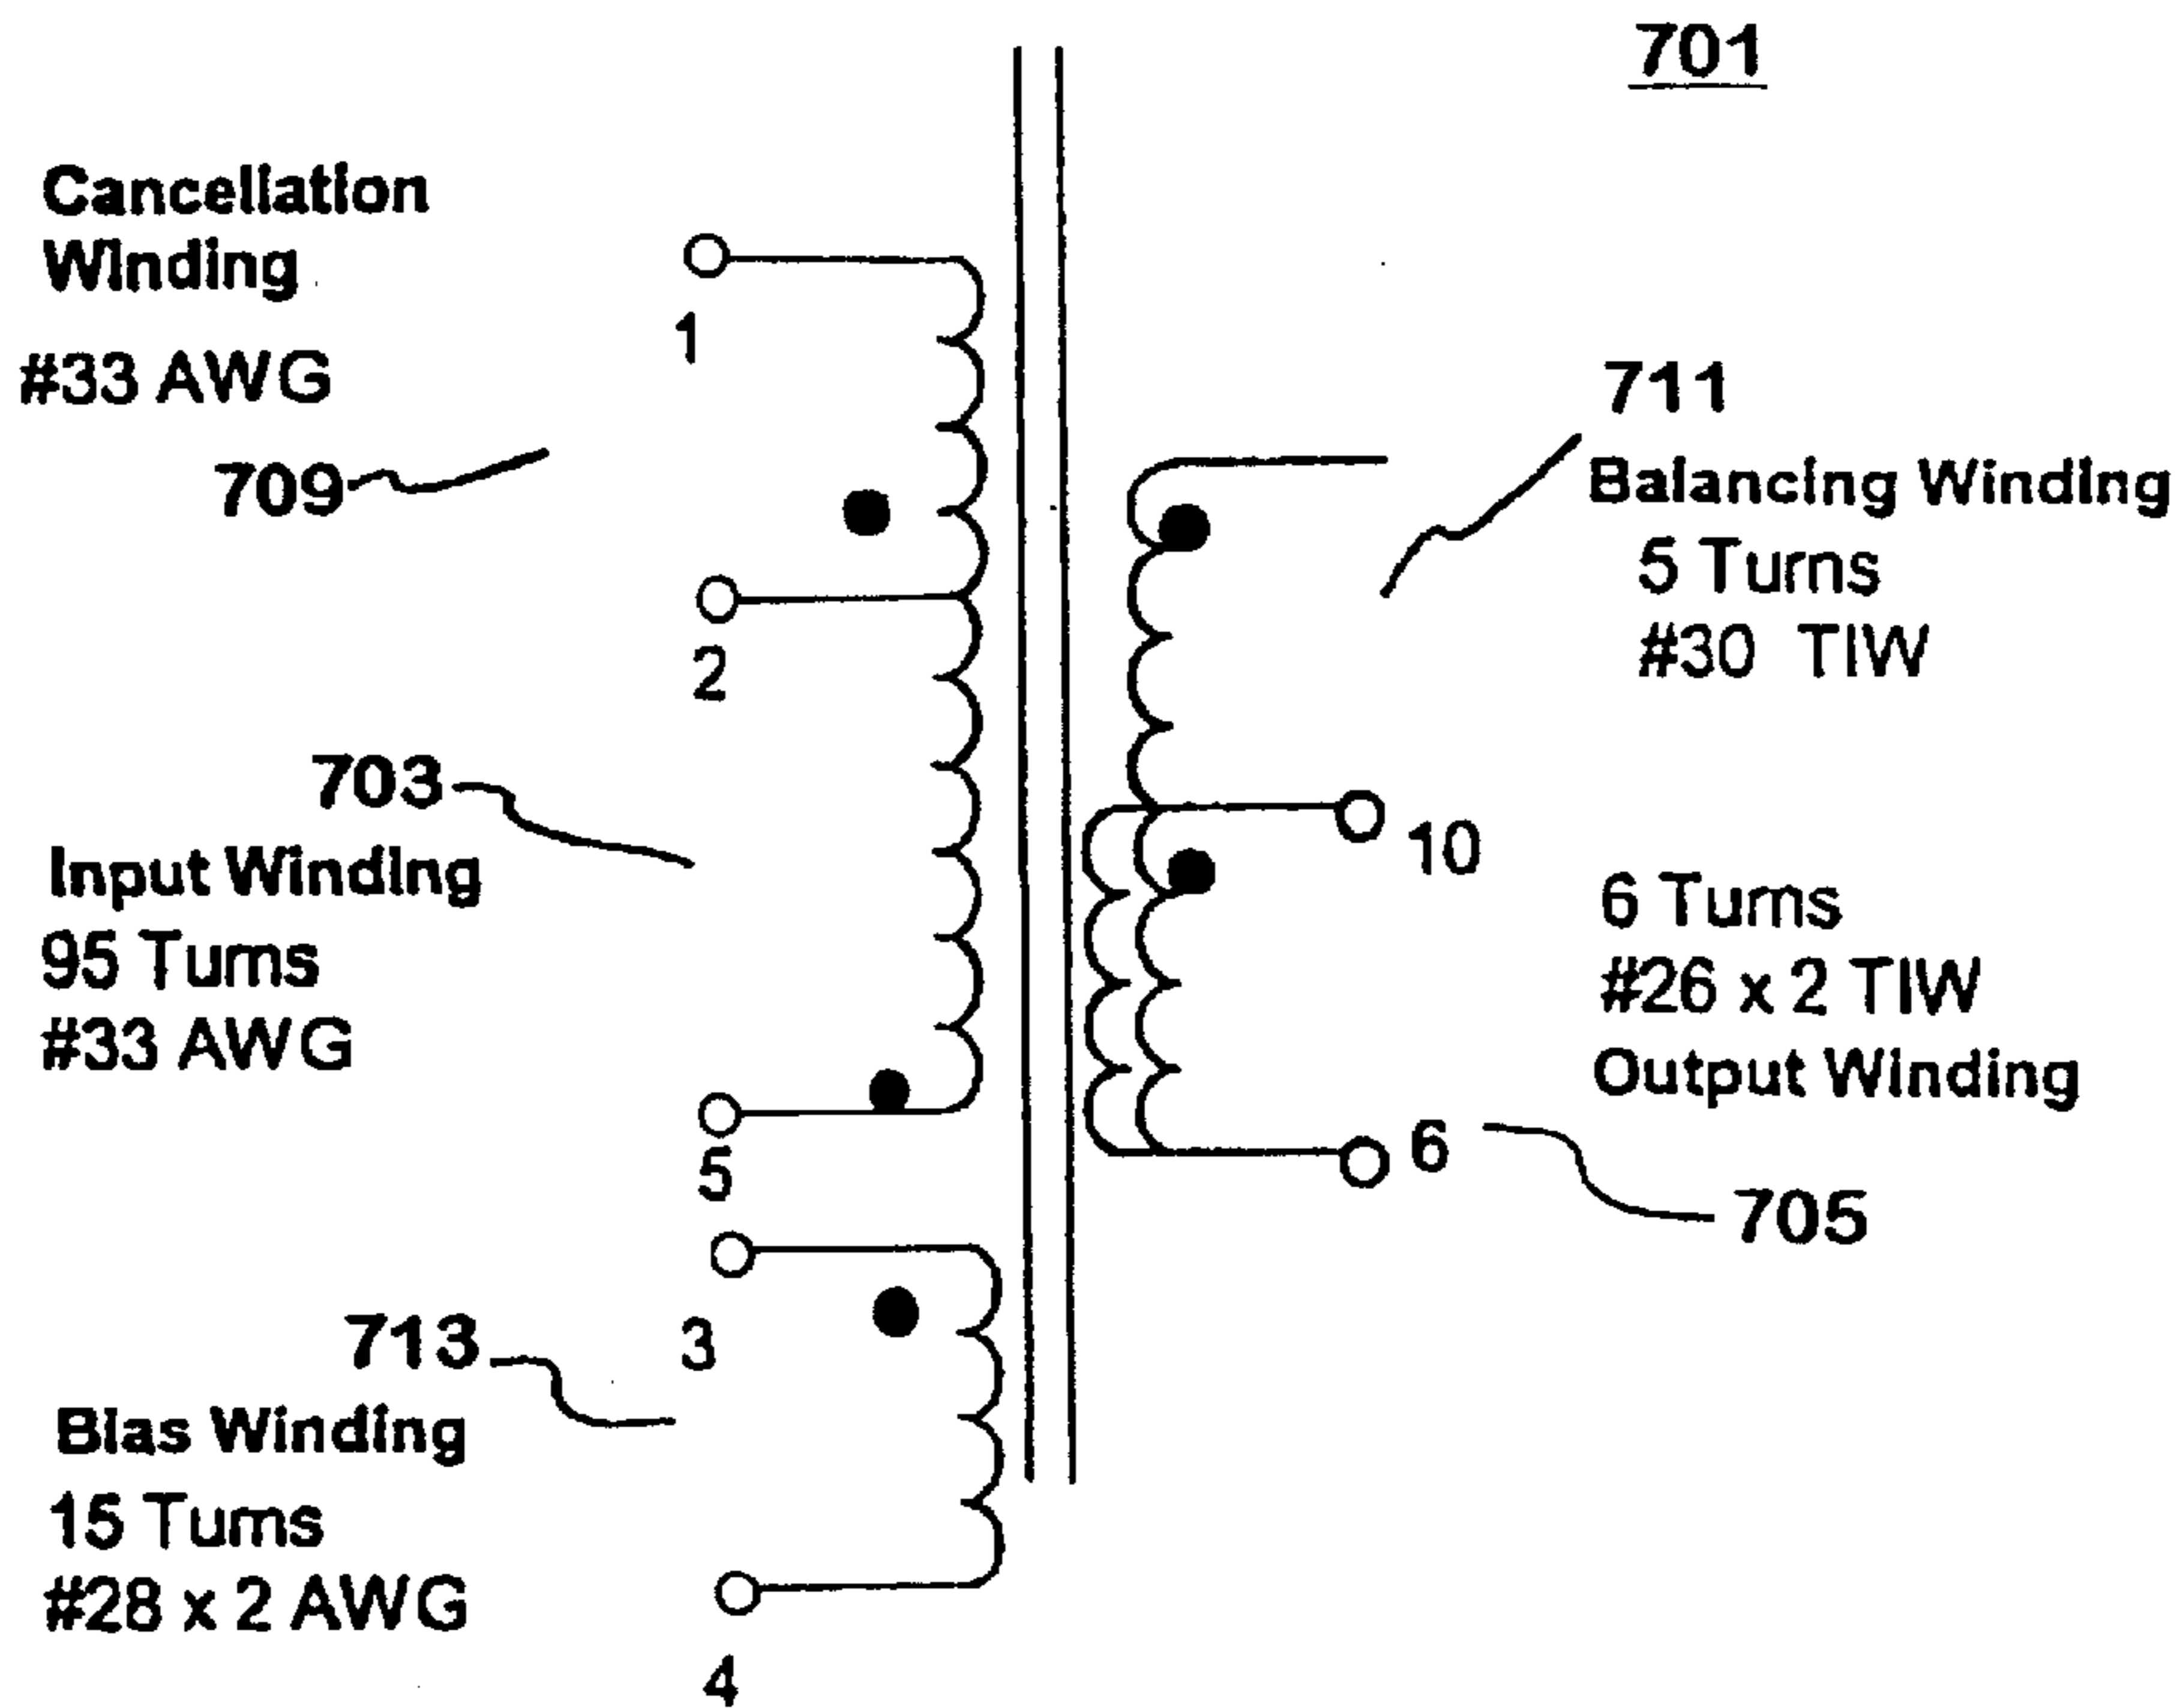 701
Cancellation
Winding
#33 AWG
709
1
2
711
Balancing Winding
5 Turns
#30 TIW
703
Input Winding
95 Turns
#33 AWG
10
6 Turns
#26 x 2 TIW
Output Winding
5
6
705
3
713
Bias Winding
15 Turns
#28 x 2 AWG
4